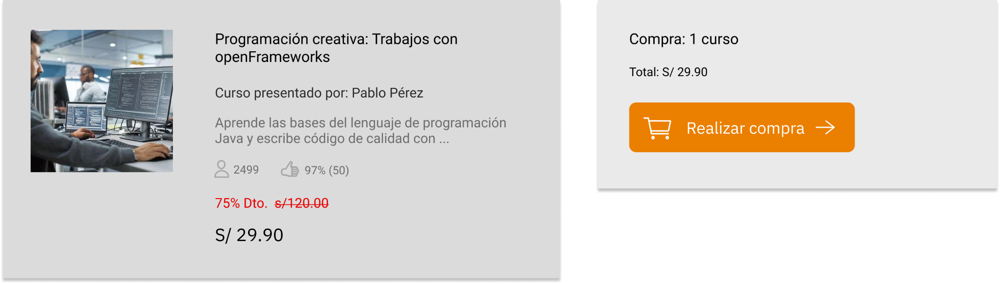 Programación creativa: Trabajos con
openFrameworks
Curso presentado por: Pablo Pérez
Aprende las bases del lenguaje de programación
Java y escribe código de calidad con ...
2499 97% (50)
75% Dto. s/120.00
S/ 29.90
Compra: 1 curso
Total: S/ 29.90
Realizar compra